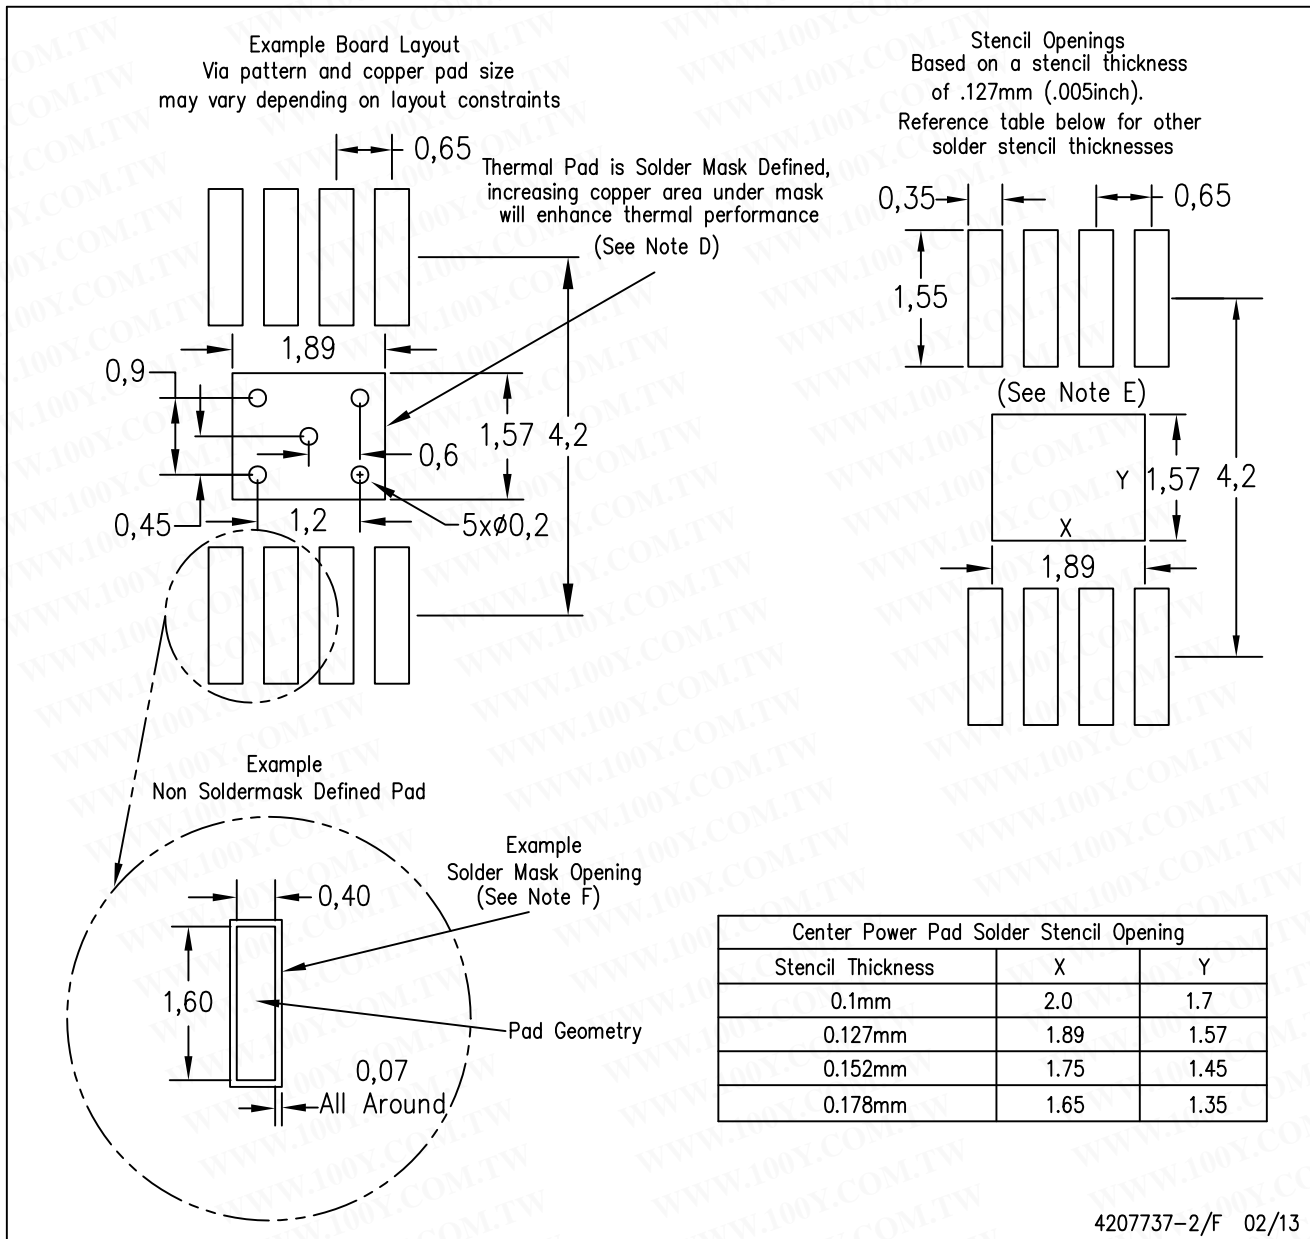 Example Board Layout
Via pattern and copper pad size
may vary depending on layout constraints
0,65
Thermal Pad is Solder Mask Defined,
increasing copper area under mask
will enhance thermal performance
(See Note D)
1,89
0,9
1,57
4,2
0,6
0,45
1,2
5xø0,2
Stencil Openings
Based on a stencil thickness
of .127mm (.005inch).
Reference table below for other
solder stencil thicknesses
0,35
0,65
1,55
(See Note E)
Y
1,57
4,2
X
1,89
Example
Non Soldermask Defined Pad
Example
Solder Mask Opening
(See Note F)
0,40
1,60
Pad Geometry
0,07
All Around
Center Power Pad Solder Stencil Opening
Stencil Thickness X Y
0.1mm 2.0 1.7
0.127mm 1.89 1.57
0.152mm 1.75 1.45
0.178mm 1.65 1.35
4207737-2/F 02/13
WWW.100Y.COM.TW